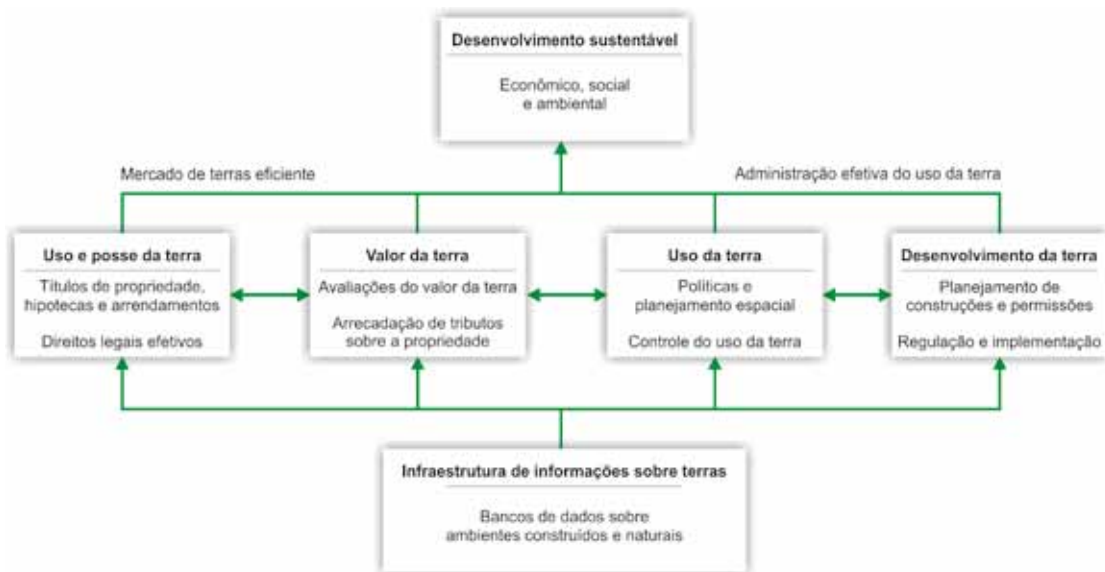 Desenvolvimento sustentável
Econômico, social
e ambiental
Mercado de terras eficiente
Administração efetiva do uso da terra
Uso e posse da terra
Títulos de propriedade,
hipotecas e arrendamentos
Direitos legais efetivos
Valor da terra
Avaliações do valor da terra
Arrecadação de tributos
sobre a propriedade
Uso da terra
Políticas e
planejamento espacial
Controle do uso da terra
Desenvolvimento da terra
Planejamento de
construções e permissões
Regulação e implementação
Infraestrutura de informações sobre terras
Bancos de dados sobre
ambientes construídos e naturais